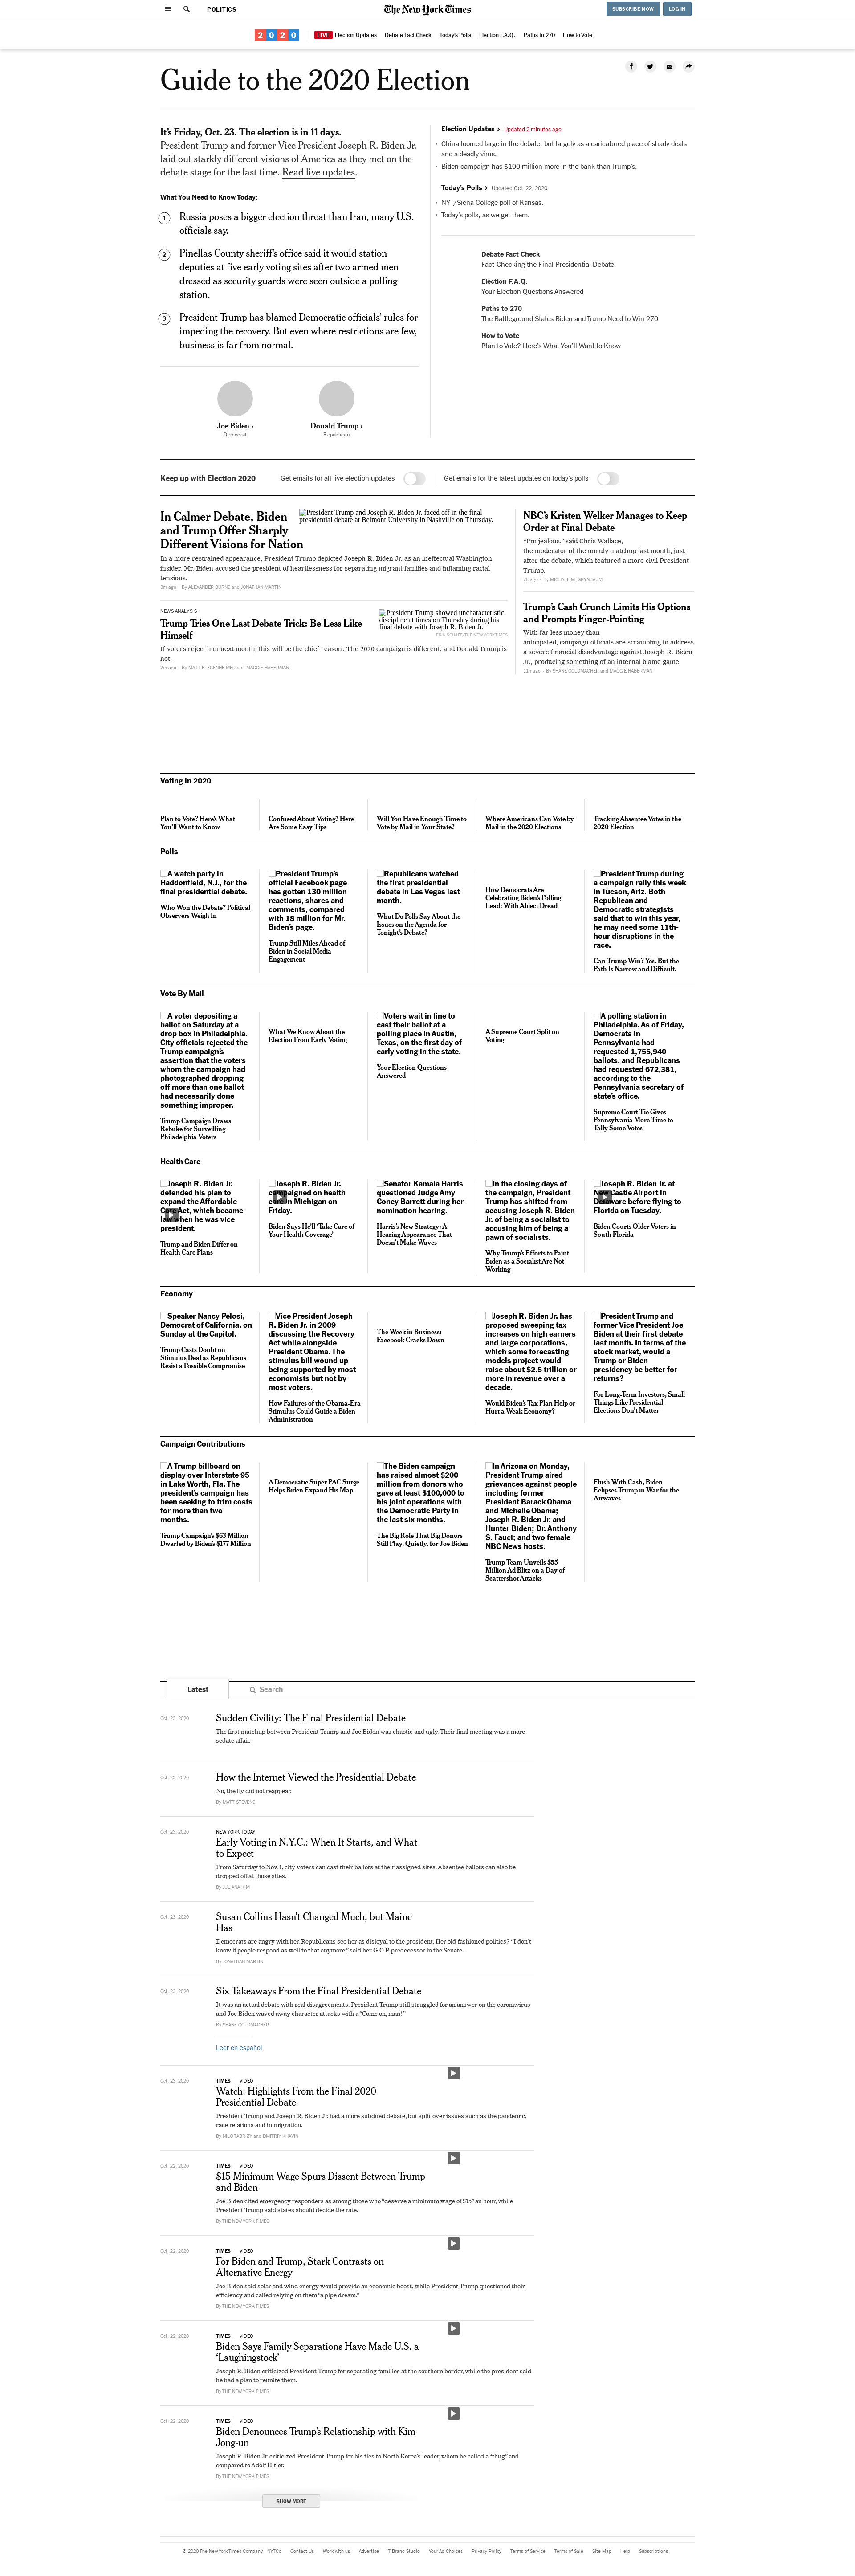 POLITICS
The New York Times
SUBSCRIBE NOW
LOG IN
2020
LIVE Election Updates
Debate Fact Check
Today's Polls
Election F.A.Q.
Paths to 270
How to Vote
Guide to the 2020 Election
It's Friday, Oct. 23. The election is in 11 days.
President Trump and former Vice President Joseph R. Biden Jr.
laid out starkly different visions of America as they met on the
debate stage for the last time. Read live updates.
What You Need to Know Today:
1
Russia poses a bigger election threat than Iran, many U.S.
officials say.
2
Pinellas County sheriff's office said it would station
deputies at five early voting sites after two armed men
dressed as security guards were seen outside a polling
station.
3
President Trump has blamed Democratic officials' rules for
impeding the recovery. But even where restrictions are few,
business is far from normal.
Joe Biden ›
Democrat
Donald Trump ›
Republican
Election Updates › Updated 2 minutes ago
• China loomed large in the debate, but largely as a caricatured place of shady deals
and a deadly virus.
• Biden campaign has $100 million more in the bank than Trump's.
Today's Polls › Updated Oct. 22, 2020
• NYT/Siena College poll of Kansas.
• Today's polls, as we get them.
Debate Fact Check
Fact-Checking the Final Presidential Debate
Election F.A.Q.
Your Election Questions Answered
Paths to 270
The Battleground States Biden and Trump Need to Win 270
How to Vote
Plan to Vote? Here's What You'll Want to Know
Keep up with Election 2020
Get emails for all live election updates
Get emails for the latest updates on today's polls
In Calmer Debate, Biden
and Trump Offer Sharply
Different Visions for Nation
President Trump and Joseph R. Biden Jr. faced off in the final
presidential debate at Belmont University in Nashville on Thursday.
In a more restrained appearance, President Trump depicted Joseph R. Biden Jr. as an ineffectual Washington
insider. Mr. Biden accused the president of heartlessness for separating migrant families and inflaming racial
tensions.
3m ago - By ALEXANDER BURNS and JONATHAN MARTIN
NEWS ANALYSIS
Trump Tries One Last Debate Trick: Be Less Like
Himself
President Trump showed uncharacteristic
discipline at times on Thursday during his
final debate with Joseph R. Biden Jr.
ERIN SCHAFF/THE NEW YORK TIMES
If voters reject him next month, this will be the chief reason: The 2020 campaign is different, and Donald Trump is
not.
2m ago - By MATT FLEGENHEIMER and MAGGIE HABERMAN
NBC's Kristen Welker Manages to Keep
Order at Final Debate
"I'm jealous," said Chris Wallace,
the moderator of the unruly matchup last month, just
after the debate, which featured a more civil President
Trump.
7h ago - By MICHAEL M. GRYNBAUM
Trump's Cash Crunch Limits His Options
and Prompts Finger-Pointing
With far less money than
anticipated, campaign officials are scrambling to address
a severe financial disadvantage against Joseph R. Biden
Jr., producing something of an internal blame game.
11h ago - By SHANE GOLDMACHER and MAGGIE HABERMAN
Voting in 2020
Plan to Vote? Here's What
You'll Want to Know
Confused About Voting? Here
Are Some Easy Tips
Will You Have Enough Time to
Vote by Mail in Your State?
Where Americans Can Vote by
Mail in the 2020 Elections
Tracking Absentee Votes in the
2020 Election
Polls
A watch party in
Haddonfield, N.J., for the
final presidential debate.
Who Won the Debate? Political
Observers Weigh In
President Trump's
official Facebook page
has gotten 130 million
reactions, shares and
comments, compared
with 18 million for Mr.
Biden's page.
Trump Still Miles Ahead of
Biden in Social Media
Engagement
Republicans watched
the first presidential
debate in Las Vegas last
month.
What Do Polls Say About the
Issues on the Agenda for
Tonight's Debate?
How Democrats Are
Celebrating Biden's Polling
Lead: With Abject Dread
President Trump during
a campaign rally this week
in Tucson, Ariz. Both
Republican and
Democratic strategists
said that to win this year,
he may need some 11th-
hour disruptions in the
race.
Can Trump Win? Yes. But the
Path Is Narrow and Difficult.
Vote By Mail
A voter depositing a
ballot on Saturday at a
drop box in Philadelphia.
City officials rejected the
Trump campaign's
assertion that the voters
whom the campaign had
photographed dropping
off more than one ballot
had necessarily done
something improper.
Trump Campaign Draws
Rebuke for Surveilling
Philadelphia Voters
What We Know About the
Election From Early Voting
Voters wait in line to
cast their ballot at a
polling place in Austin,
Texas, on the first day of
early voting in the state.
Your Election Questions
Answered
A Supreme Court Split on
Voting
A polling station in
Philadelphia. As of Friday,
Democrats in
Pennsylvania had
requested 1,755,940
ballots, and Republicans
had requested 672,381,
according to the
Pennsylvania secretary of
state's office.
Supreme Court Tie Gives
Pennsylvania More Time to
Tally Some Votes
Health Care
Joseph R. Biden Jr.
defended his plan to
expand the Affordable
Act, which became
when he was vice
president.
Trump and Biden Differ on
Health Care Plans
Joseph R. Biden Jr.
on health
in Michigan on
Friday.
Biden Says He'll 'Take Care of
Your Health Coverage'
Senator Kamala Harris
questioned Judge Amy
Coney Barrett during her
nomination hearing.
Harris's New Strategy: A
Hearing Appearance That
Doesn't Make Waves
In the closing days of
the campaign, President
Trump has shifted from
accusing Joseph R. Biden
Jr. of being a socialist to
accusing him of being a
pawn of socialists.
Why Trump's Efforts to Paint
Biden as a Socialist Are Not
Working
Joseph R. Biden Jr. at
Castle Airport in
before flying to
Florida on Tuesday.
Biden Courts Older Voters in
South Florida
Economy
Speaker Nancy Pelosi,
Democrat of California, on
Sunday at the Capitol.
Trump Casts Doubt on
Stimulus Deal as Republicans
Resist a Possible Compromise
Vice President Joseph
R. Biden Jr. in 2009
discussing the Recovery
Act while alongside
President Obama. The
stimulus bill wound up
being supported by most
economists but not by
most voters.
How Failures of the Obama-Era
Stimulus Could Guide a Biden
Administration
The Week in Business:
Facebook Cracks Down
Joseph R. Biden Jr. has
proposed sweeping tax
increases on high earners
and large corporations,
which some forecasting
models project would
raise about $2.5 trillion or
more in revenue over a
decade.
Would Biden's Tax Plan Help or
Hurt a Weak Economy?
President Trump and
former Vice President Joe
Biden at their first debate
last month. In terms of the
the stock market, would a
Trump or Biden
presidency be better for
returns?
For Long-Term Investors, Small
Things Like Presidential
Elections Don't Matter
Campaign Contributions
A Trump billboard on
display over Interstate 95
in Lake Worth, Fla. The
president's campaign has
been seeking to trim costs
for more than two
months.
Trump Campaign's $63 Million
Dwarfed by Biden's $177 Million
A Democratic Super PAC Surge
Helps Biden Expand His Map
The Biden campaign
has raised almost $200
million from donors who
gave at least $100,000 to
his joint operations with
the Democratic Party in
the last six months.
The Big Role That Big Donors
Still Play, Quietly, for Joe Biden
In Arizona on Monday,
President Trump aired
grievances against people
including former
President Barack Obama
and Michelle Obama;
Joseph R. Biden Jr. and
Hunter Biden; Dr. Anthony
S. Fauci; and two female
NBC News hosts.
Trump Team Unveils $55
Million Ad Blitz on a Day of
Scattershot Attacks
Flush With Cash, Biden
Eclipses Trump in War for the
Airwaves
Latest
Search
Oct. 23, 2020
Sudden Civility: The Final Presidential Debate
The first matchup between President Trump and Joe Biden was chaotic and ugly. Their final meeting was a more
sedate affair.
Oct. 23, 2020
How the Internet Viewed the Presidential Debate
No, the fly did not reappear.
By MATT STEVENS
Oct. 23, 2020
NEW YORK TODAY
Early Voting in N.Y.C.: When It Starts, and What
to Expect
From Saturday to Nov. 1, city voters can cast their ballots at their assigned sites. Absentee ballots can also be
dropped off at those sites.
By JULIANA KIM
Oct. 23, 2020
Susan Collins Hasn't Changed Much, but Maine
Has
Democrats are angry with her. Republicans see her as disloyal to the president. Her old-fashioned politics? "I don't
know if people respond as well to that anymore," said her G.O.P. predecessor in the Senate.
By JONATHAN MARTIN
Oct. 23, 2020
Six Takeaways From the Final Presidential Debate
It was an actual debate with real disagreements. President Trump still struggled for an answer on the coronavirus
and Joe Biden waved away character attacks with a "Come on, man!"
By SHANE GOLDMACHER
Leer en español
Oct. 23, 2020
TIMES | VIDEO
Watch: Highlights From the Final 2020
Presidential Debate
President Trump and Joseph R. Biden Jr. had a more subdued debate, but split over issues such as the pandemic,
race relations and immigration.
By NILO TABRIZY and DMITRIY KHAVIN
Oct. 22, 2020
TIMES | VIDEO
$15 Minimum Wage Spurs Dissent Between Trump
and Biden
Joe Biden cited emergency responders as among those who "deserve a minimum wage of $15" an hour, while
President Trump said states should decide the rate.
By THE NEW YORK TIMES
Oct. 22, 2020
TIMES | VIDEO
For Biden and Trump, Stark Contrasts on
Alternative Energy
Joe Biden said solar and wind energy would provide an economic boost, while President Trump questioned their
efficiency and called relying on them "a pipe dream."
By THE NEW YORK TIMES
Oct. 22, 2020
TIMES | VIDEO
Biden Says Family Separations Have Made U.S. a
'Laughingstock'
Joseph R. Biden criticized President Trump for separating families at the southern border, while the president said
he had a plan to reunite them.
By THE NEW YORK TIMES
Oct. 22, 2020
TIMES | VIDEO
Biden Denounces Trump's Relationship with Kim
Jong-un
Joseph R. Biden Jr. criticized President Trump for his ties to North Korea's leader, whom he called a "thug" and
compared to Adolf Hitler.
By THE NEW YORK TIMES
SHOW MORE
© 2020 The New York Times Company
NYTCo
Contact Us
Work with us
Advertise
T Brand Studio
Your Ad Choices
Privacy Policy
Terms of Service
Terms of Sale
Site Map
Help
Subscriptions